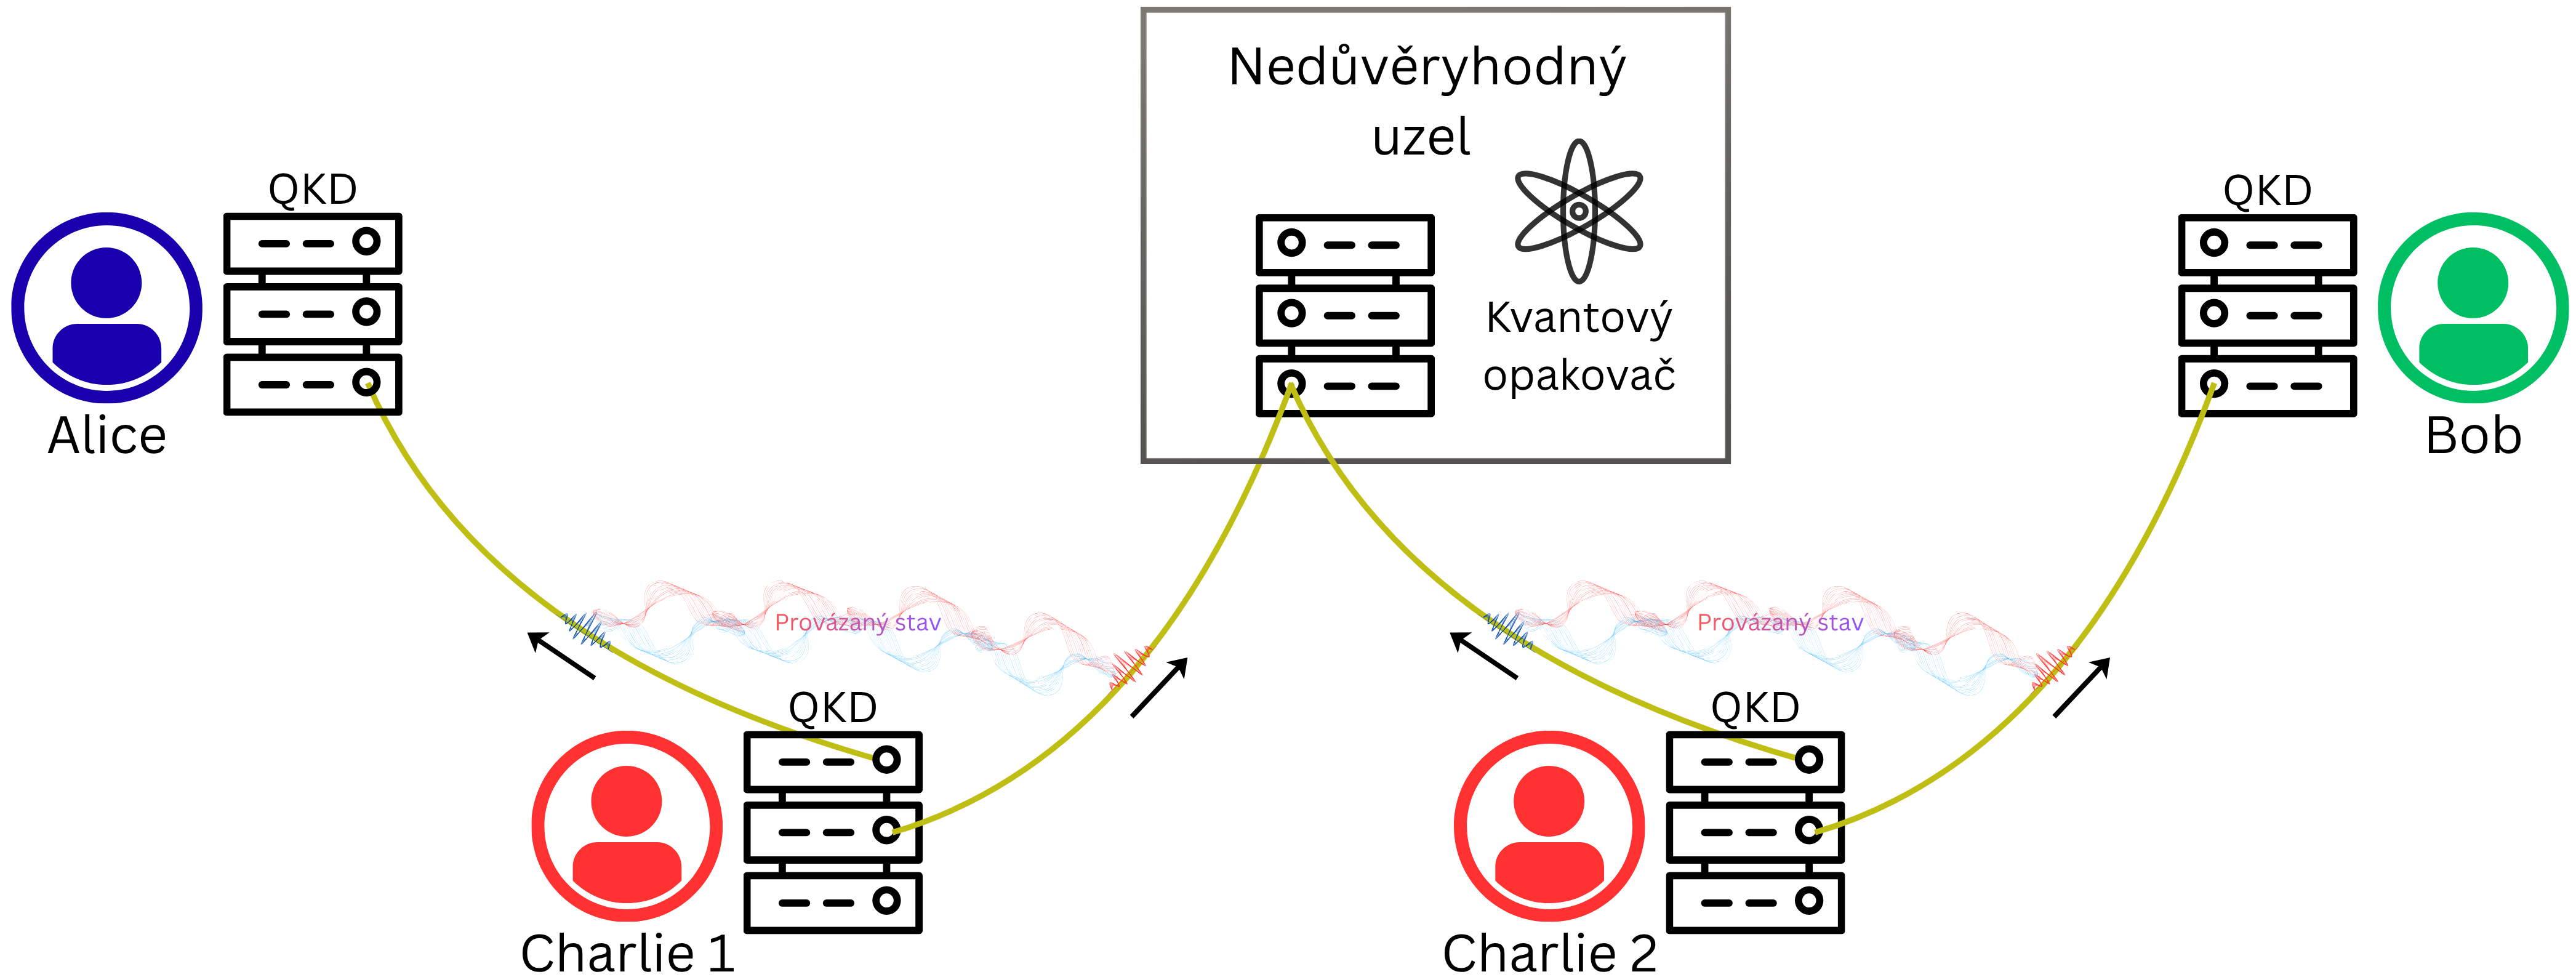 Nedůvěryhodný
uzel
QKD
QKD
Kvantový
opakovač
Alice
Bob
Provázaný stav
Provázaný stav
QKD
QKD
Charlie 1
Charlie 2